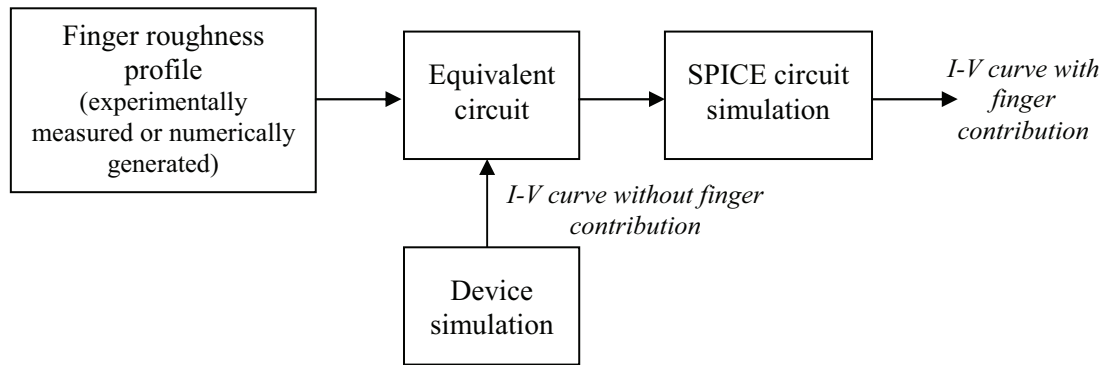 Finger roughness
profile
(experimentally
measured or numerically
generated)
Equivalent
circuit
SPICE circuit
simulation
I-V curve with
finger
contribution
I-V curve without finger
contribution
Device
simulation